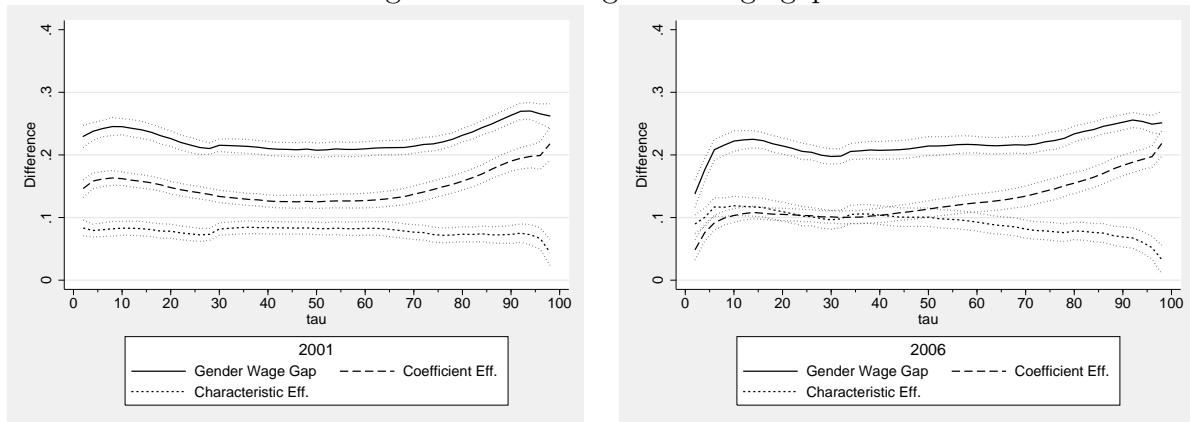 .4
.3
Difference
.2
.1
0
0 10 20 30 40 50 60 70 80 90 100
tau
2001
Gender Wage Gap Coefficient Eff.
Characteristic Eff.
.4
.3
Difference
.2
.1
0
0 10 20 30 40 50 60 70 80 90 100
tau
2006
Gender Wage Gap Coefficient Eff.
Characteristic Eff.